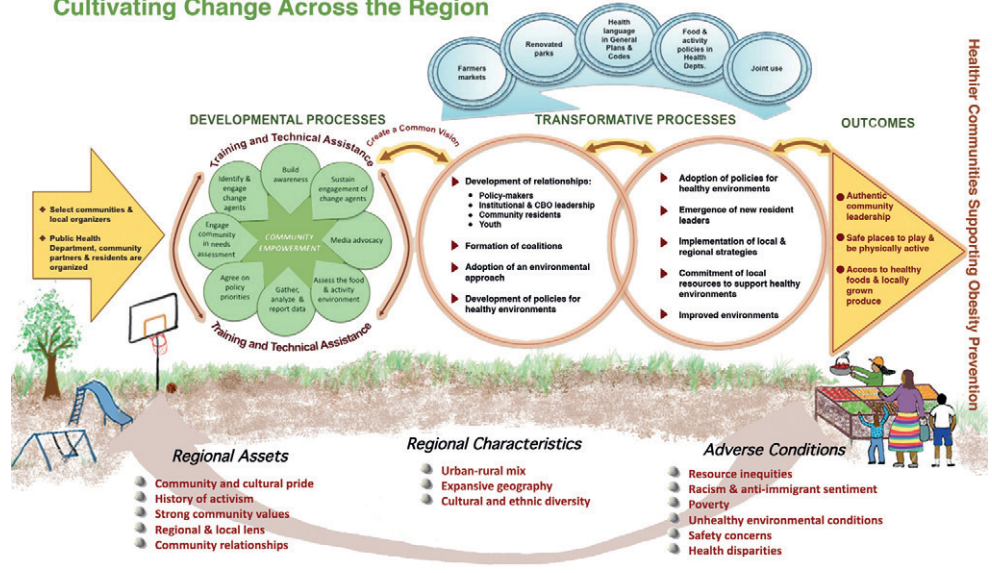 Cultivating Change Across the Region
Farmers
markets
Renovated
parks
Health
language
in General
Plans &
Codes
Food &
activity
policies in
Health
Depts.
Joint use
DEVELOPMENTAL PROCESSES
TRANSFORMATIVE PROCESSES
OUTCOMES
Create a Common Vision
❖ Select communities &
local organizers
❖ Public Health
Department, community
partners & residents are
organized
Training and Technical Assistance
Build
awareness
Sustain
engagement of
change agents
Media advocacy
Assess the food
& activity
environment
Gather,
analyze &
report data
Agree on
policy
priorities
Engage
community
in needs
assessment
Identify &
engage
change
agents
COMMUNITY
EMPOWERMENT
Training and Technical Assistance
Development of relationships:
• Policy-makers
• Institutional & CBO leadership
• Community residents
• Youth
Formation of coalitions
Adoption of an environmental
approach
Development of policies for
healthy environments
Adoption of policies for
healthy environments
Emergence of new resident
leaders
Implementation of local &
regional strategies
Commitment of local
resources to support healthy
environments
Improved environments
Authentic
community
leadership
Safe places to play &
be physically active
Access to healthy
foods & locally
grown
produce
Healthier Communities Supporting Obesity Prevention
Regional Assets
Community and cultural pride
History of activism
Strong community values
Regional & local lens
Community relationships
Regional Characteristics
Urban-rural mix
Expansive geography
Cultural and ethnic diversity
Adverse Conditions
Resource inequities
Racism & anti-immigrant sentiment
Poverty
Unhealthy environmental conditions
Safety concerns
Health disparities